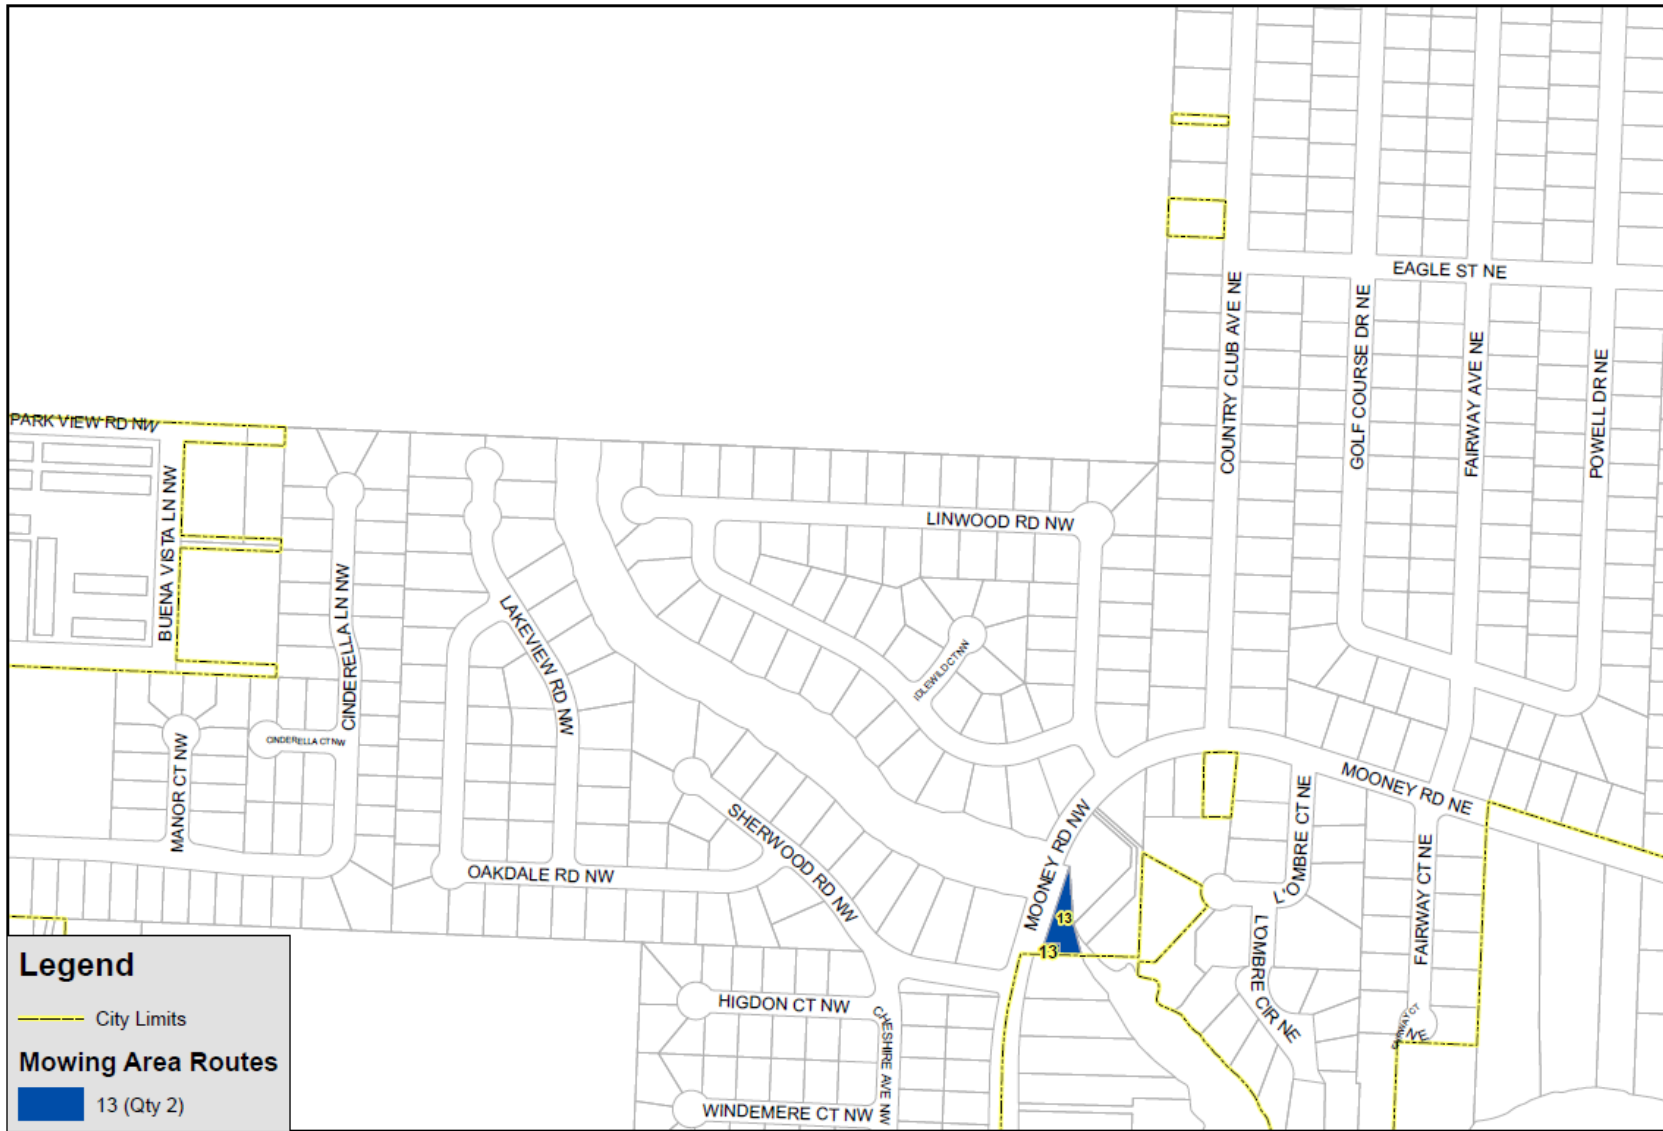 EAGLE ST NE
COUNTRY CLUB AVE NE
GOLF COURSE DR NE
FAIRWAY AVE NE
POWELL DR NE
PARK VIEW RD NW
BUENA VISTA LN NW
LINWOOD RD NW
CINDERELLA LN NW
LAKEVIEW RD NW
IDLEWILD CT NW
CINDERELLA CT NW
MANOR CT NW
SHERWOOD RD NW
OAKDALE RD NW
MOONEY RD NW
MOONEY RD NE
L'OMBRE CT NE
FAIRWAY CT NE
L'OMBRE CIR NE
13
13
HIGDON CT NW
CHESHIRE AVE NW
FAIRWAY CT
NE
WINDEMERE CT NW
Legend
City Limits
Mowing Area Routes
13 (Qty 2)